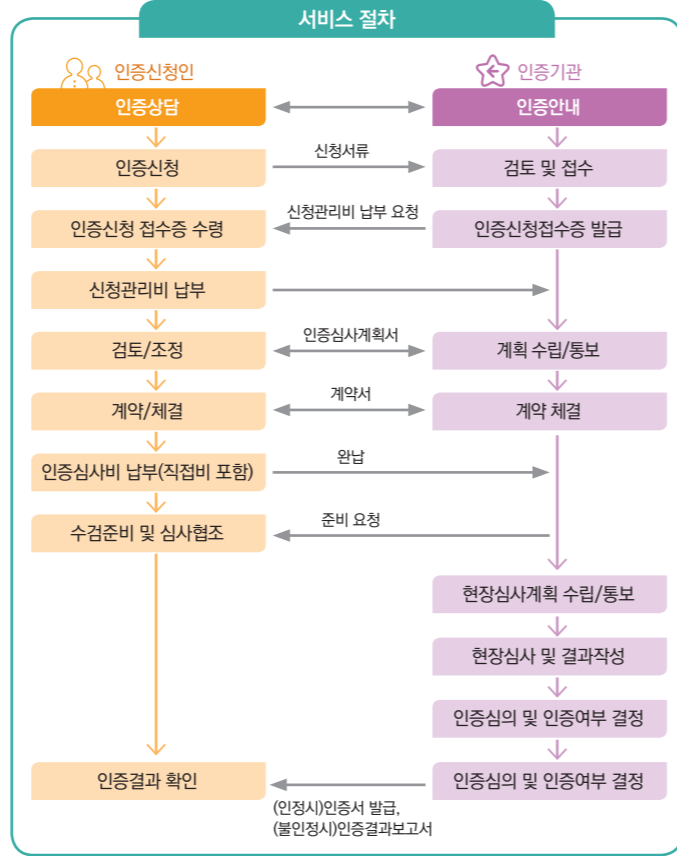 서비스 절차
인증신청인
인증기관
인증상담
인증안내
인증신청
신청서류
검토 및 접수
인증신청 접수증 수령
신청관리비 납부 요청
인증신청접수증 발급
신청관리비 납부
검토/조정
인증심사계획서
계획 수립/통보
계약/체결
계약서
계약 체결
인증심사비 납부(직접비 포함)
완납
수검준비 및 심사협조
준비 요청
현장심사계획 수립/통보
현장심사 및 결과작성
인증심의 및 인증여부 결정
인증결과 확인
인증심의 및 인증여부 결정
(인정시)인증서 발급,
(불인정시)인증결과보고서